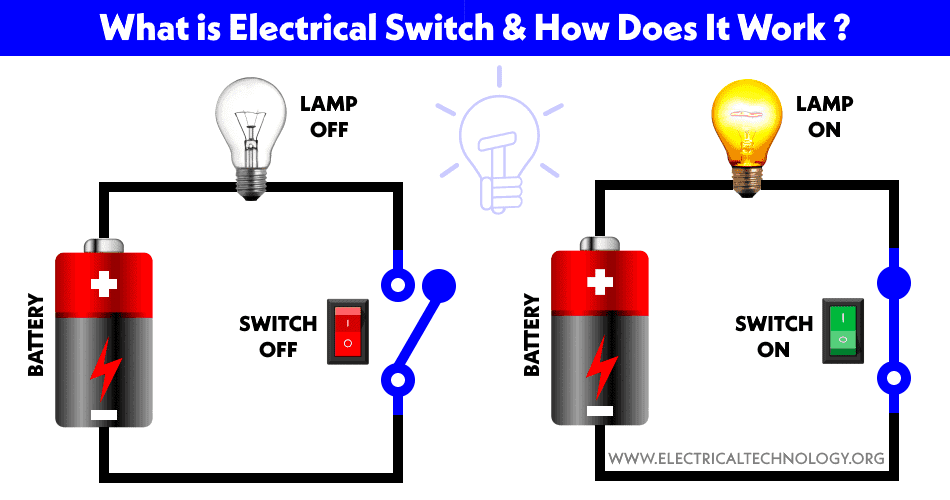 What is Electrical Switch & How Does It Work ?
LAMP
OFF
BATTERY
SWITCH
OFF
I
O
LAMP
ON
BATTERY
SWITCH
ON
I
O
WWW.ELECTRICALTECHNOLOGY.ORG